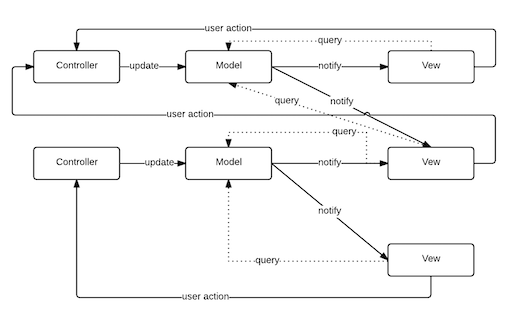 user action
query
Controller
update
Model
notify
Vew
query
notify
user action
query
Controller
update
Model
notify
Vew
notify
query
Vew
user action